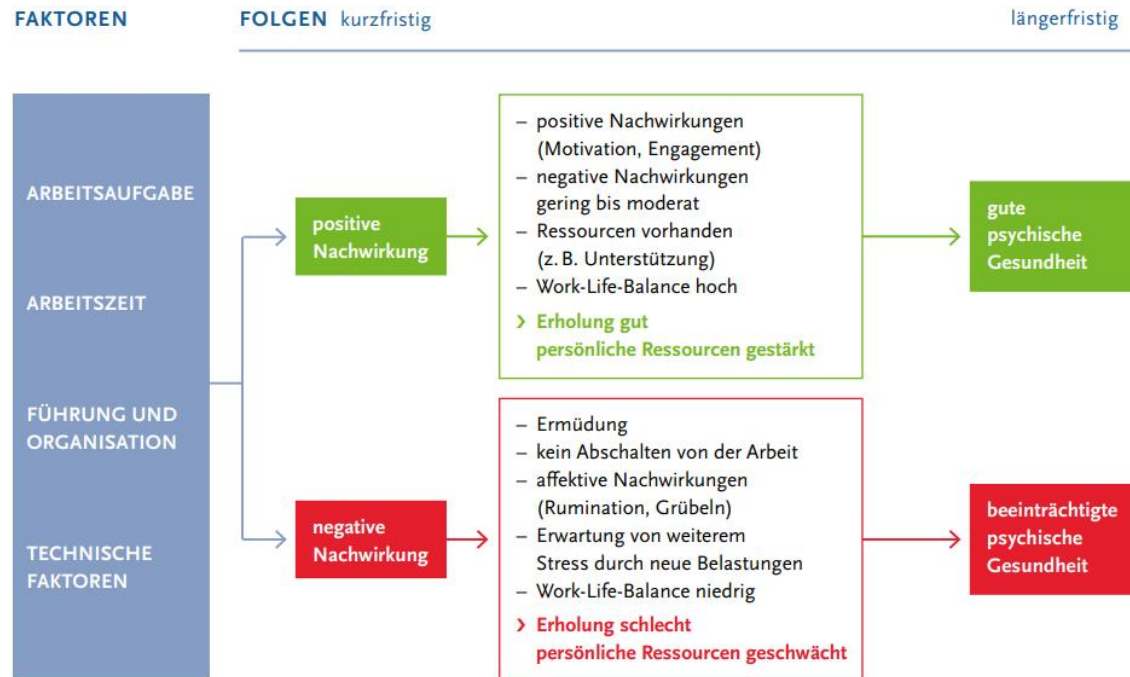 FAKTOREN
FOLGEN kurzfristig
längerfristig
ARBEITSAUFGABE
ARBEITSZEIT
FÜHRUNG UND
ORGANISATION
TECHNISCHE
FAKTOREN
positive
Nachwirkung
– positive Nachwirkungen
(Motivation, Engagement)
– negative Nachwirkungen
gering bis moderat
– Ressourcen vorhanden
(z. B. Unterstützung)
– Work-Life-Balance hoch
› Erholung gut
persönliche Ressourcen gestärkt
gute
psychische
Gesundheit
negative
Nachwirkung
– Ermüdung
– kein Abschalten von der Arbeit
– affektive Nachwirkungen
(Rumination, Grübeln)
– Erwartung von weiterem
Stress durch neue Belastungen
– Work-Life-Balance niedrig
› Erholung schlecht
persönliche Ressourcen geschwächt
beeinträchtigte
psychische
Gesundheit